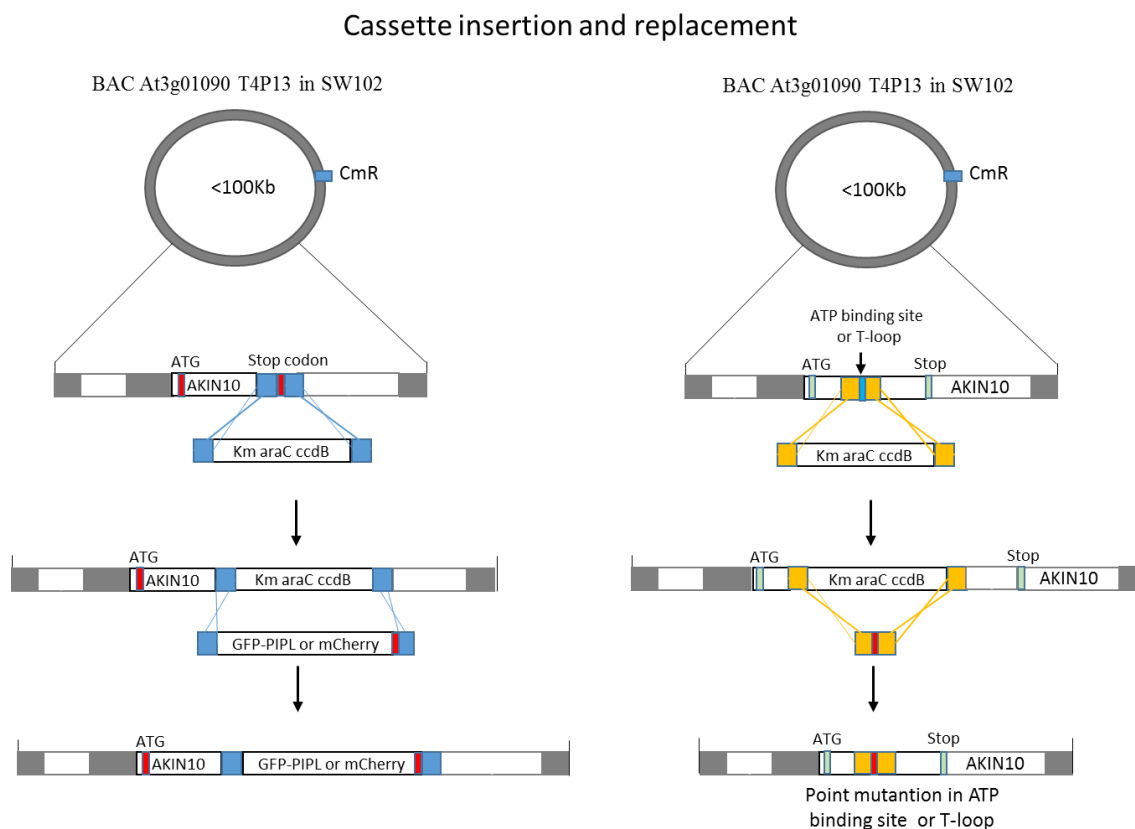 Cassette insertion and replacement
BAC At3g01090 T4P13 in SW102
<100Kb
CmR
ATG
Stop codon
AKIN10
Km araC ccdB
ATG
AKIN10
Km araC ccdB
GFP-PIPL or mCherry
ATG
AKIN10
GFP-PIPL or mCherry
BAC At3g01090 T4P13 in SW102
<100Kb
CmR
ATP binding site
or T-loop
ATG
Stop
AKIN10
Km araC ccdB
ATG
Stop
Km araC ccdB
AKIN10
ATG
Stop
AKIN10
Point mutantion in ATP
binding site or T-loop